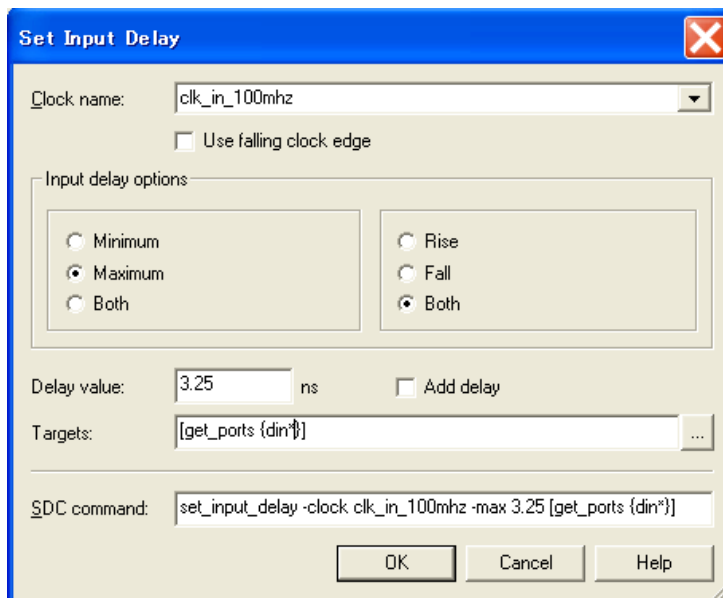 Set Input Delay
Clock name: clk_in_100mhz
Use falling clock edge
Input delay options
Minimum Rise
Maximum Fall
Both Both
Delay value: 3.25 ns Add delay
Targets: [get_ports {din*}] ...
SDC command: set_input_delay -clock clk_in_100mhz -max 3.25 [get_ports {din*}]
OK Cancel Help